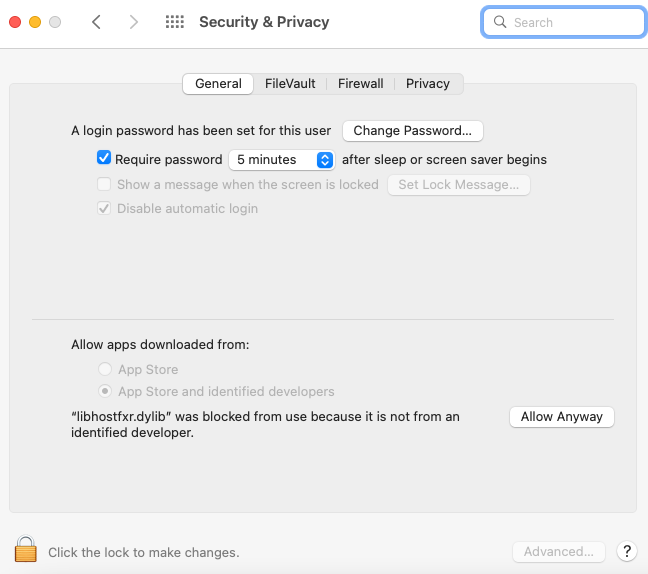 Security & Privacy
Search
General
FileVault
Firewall
Privacy
A login password has been set for this user
Change Password...
Require password
5 minutes
after sleep or screen saver begins
Show a message when the screen is locked
Set Lock Message...
Disable automatic login
Allow apps downloaded from:
App Store
App Store and identified developers
“libhostfxr.dylib” was blocked from use because it is not from an
identified developer.
Allow Anyway
Click the lock to make changes.
Advanced...
?